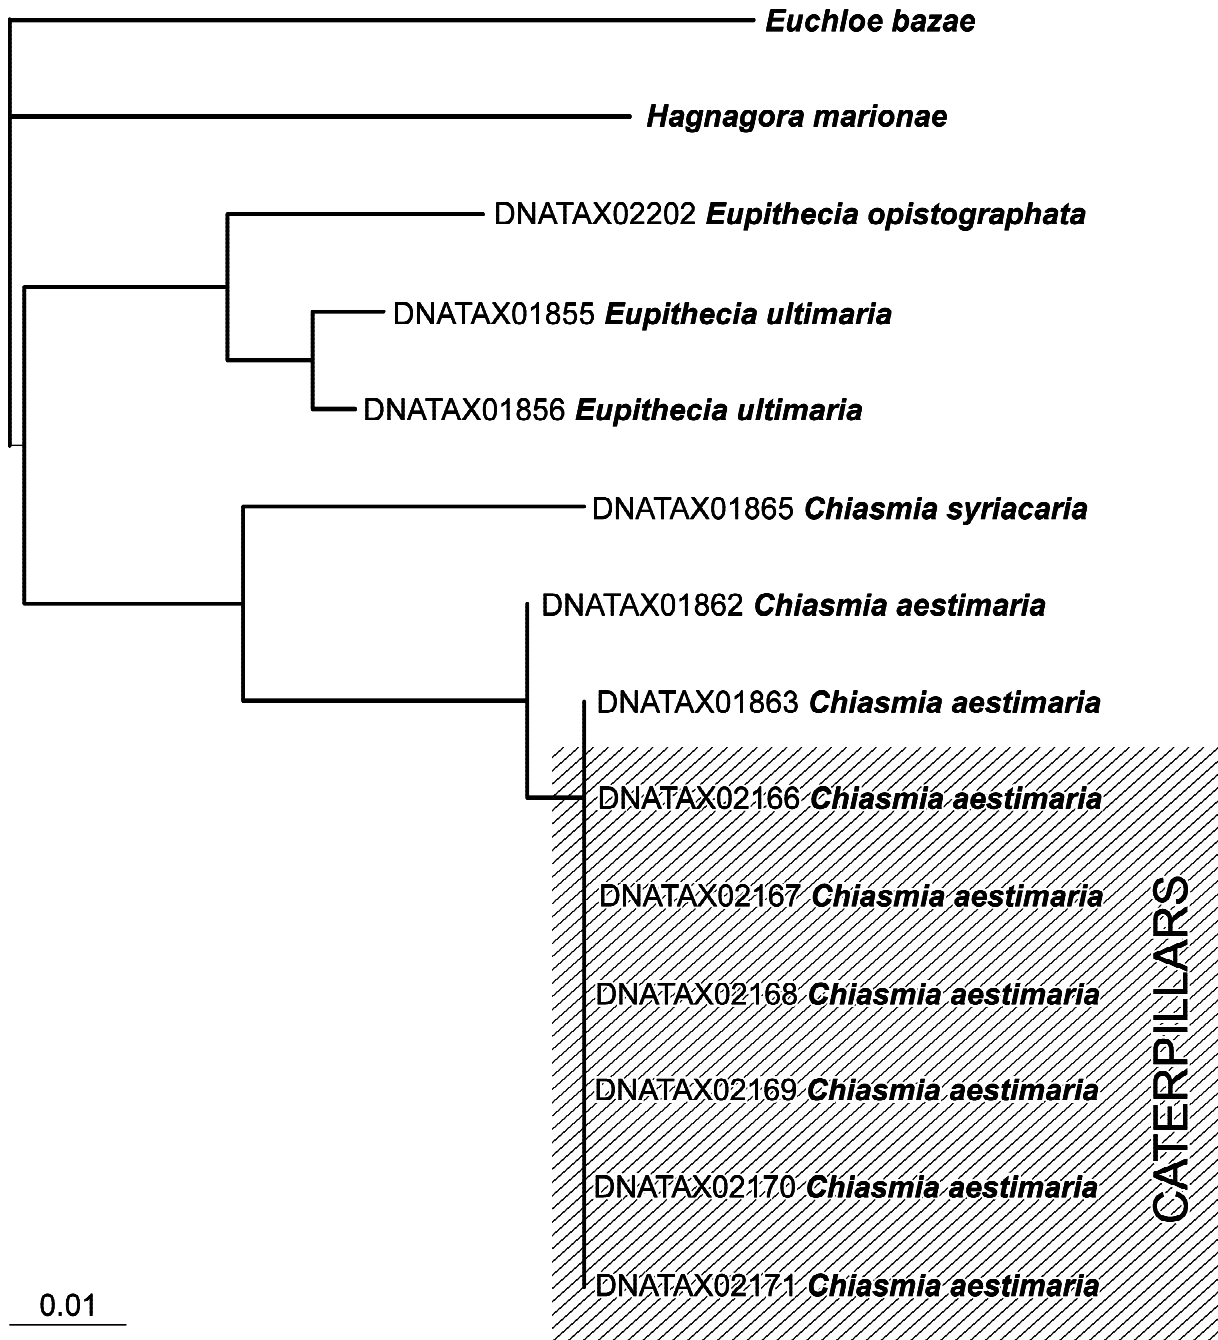 Euchloe bazae
Hagnagora marionae
DNATAX02202 Eupithecia opistographata
DNATAX01855 Eupithecia ultimaria
DNATAX01856 Eupithecia ultimaria
DNATAX01865 Chiasmia syriacaria
DNATAX01862 Chiasmia aestimaria
DNATAX01863 Chiasmia aestimaria
DNATAX02166 Chiasmia aestimaria
DNATAX02167 Chiasmia aestimaria
DNATAX02168 Chiasmia aestimaria
DNATAX02169 Chiasmia aestimaria
DNATAX02170 Chiasmia aestimaria
DNATAX02171 Chiasmia aestimaria
CATERPILLARS
0.01